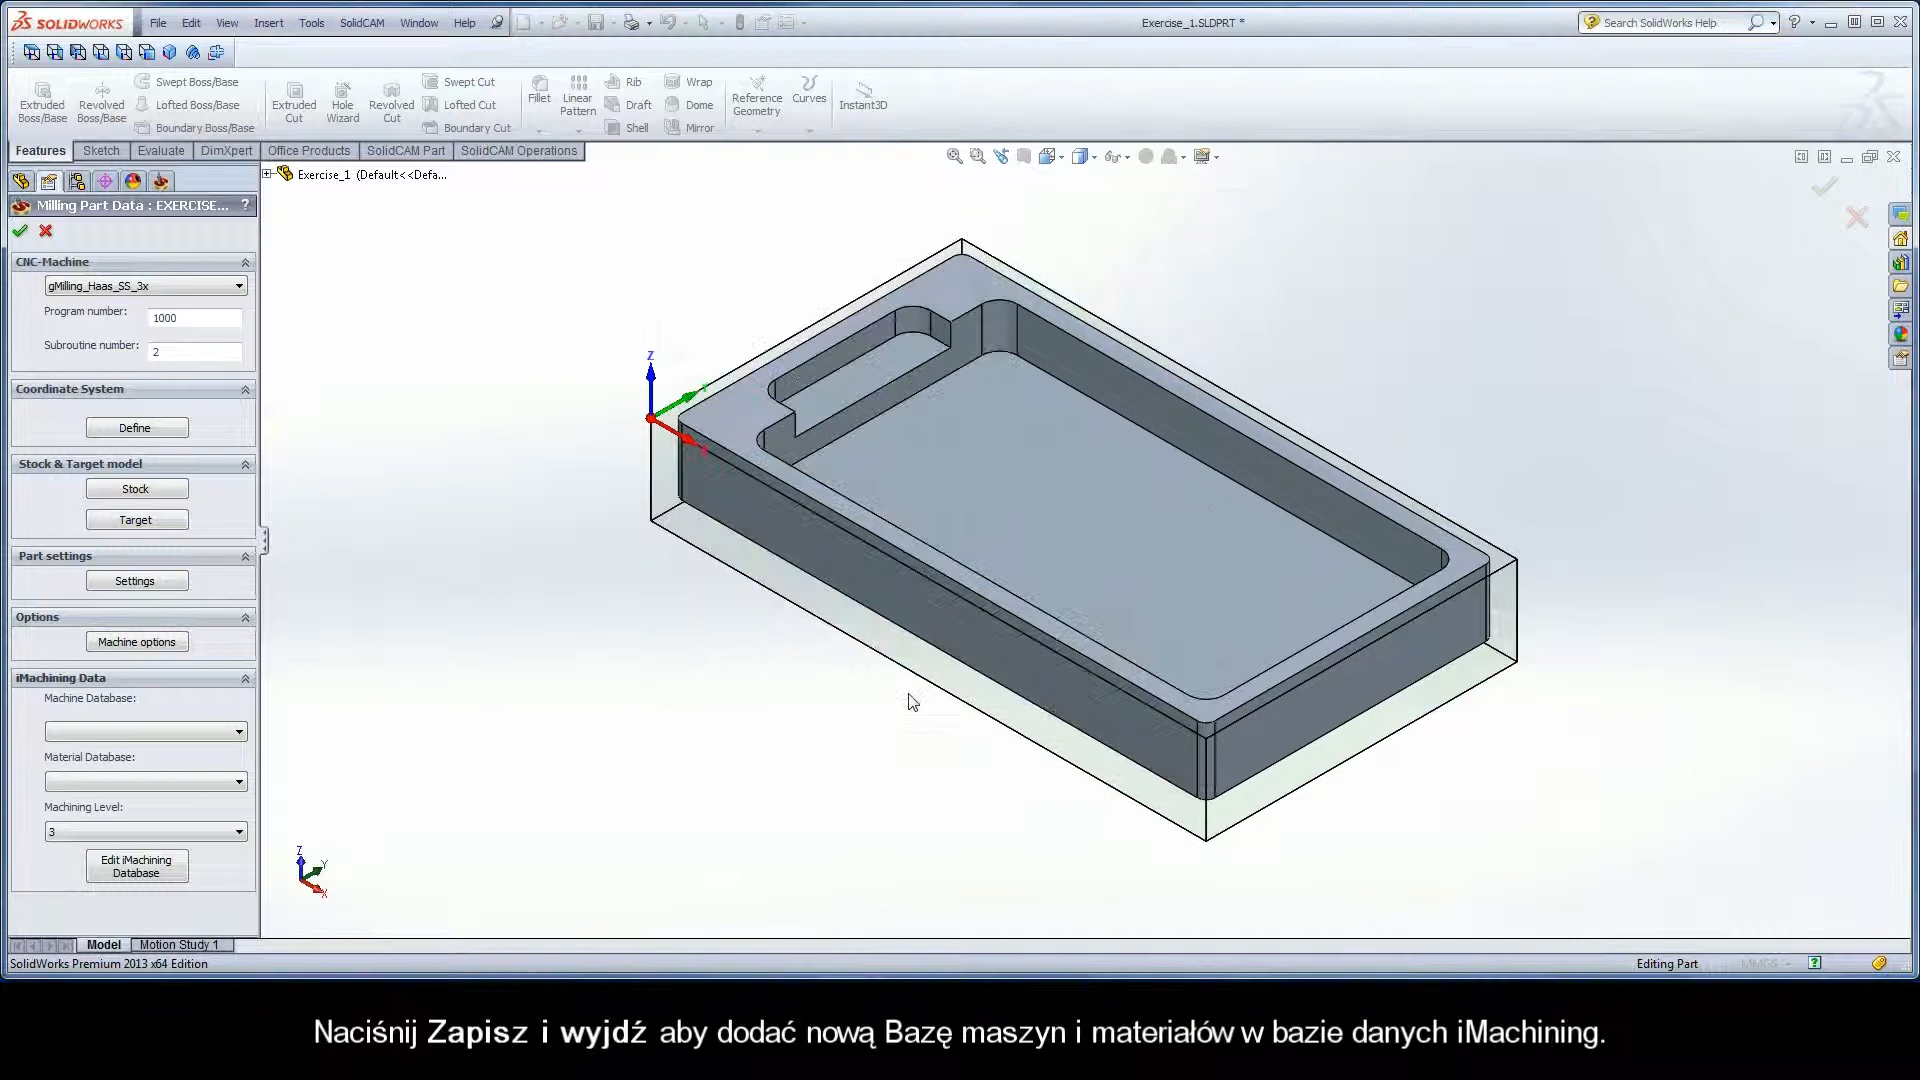 SOLIDWORKS File Edit View Insert Tools SolidCAM Window Help Exercise_1.SLDPRT * Search SolidWorks Help
Extruded Boss/Base Revolved Boss/Base Swept Boss/Base Lofted Boss/Base Boundary Boss/Base Extruded Cut Hole Wizard Revolved Cut Swept Cut Lofted Cut Boundary Cut Fillet Linear Pattern Rib Draft Shell Wrap Dome Mirror Reference Geometry Curves Instant3D
Features Sketch Evaluate DimXpert Office Products SolidCAM Part SolidCAM Operations
Exercise_1 (Default<<Defa...
Milling Part Data : EXERCISE... ?
CNC-Machine
gMilling_Haas_SS_3x
Program number: 1000
Subroutine number: 2
Coordinate System
Define
Stock & Target model
Stock
Target
Part settings
Settings
Options
Machine options
iMachining Data
Machine Database:
Material Database:
Machining Level:
3
Edit iMachining
Database
Z
Z Y X
Model Motion Study 1
SolidWorks Premium 2013 x64 Edition Editing Part MMGS
Naciśnij Zapisz i wyjdź aby dodać nową Bazę maszyn i materiałów w bazie danych iMachining.